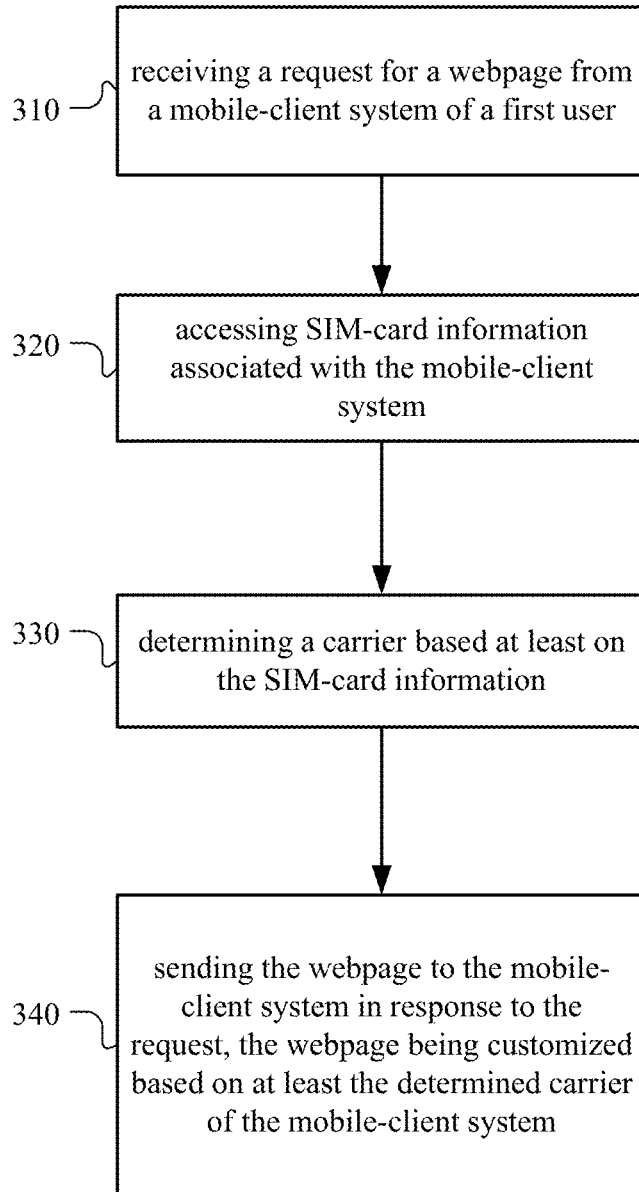 receiving a request for a webpage from
310
a mobile-client system of a first user
accessing SIM-card information
320
associated with the mobile-client
system
330
determining a carrier based at least on
the SIM-card information
sending the webpage to the mobile-
client system in response to the
340
request, the webpage being customized
based on at least the determined carrier
of the mobile-client system